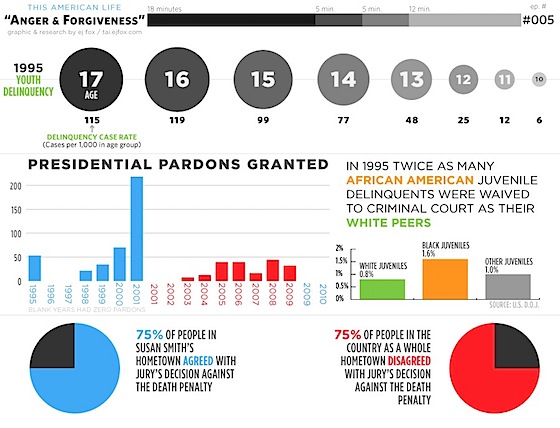 THIS AMERICAN LIFE
"ANGER & FORGIVENESS"
graphic & research by ej fox / tal.ejfox.com
18 minutes
5 min.
5 min.
12 min.
ep. #
#005
1995
YOUTH
DELINQUENCY
17
AGE
16
15
14
13
12
11
10
115
119
99
77
48
25
12
6
DELINQUENCY CASE RATE
(Cases per 1,000 in age group)
PRESIDENTIAL PARDONS GRANTED
200
150
100
50
0
1995
1996
1997
1998
1999
2000
2001
2001
2002
2003
2004
2005
2006
2007
2008
2009
2009
2010
BLANK YEARS HAD ZERO PARDONS
IN 1995 TWICE AS MANY
AFRICAN AMERICAN JUVENILE
DELINQUENTS WERE WAIVED
TO CRIMINAL COURT AS THEIR
WHITE PEERS
2%
1.5%
1%
0.5%
0%
WHITE JUVENILES
0.8%
BLACK JUVENILES
1.6%
OTHER JUVENILES
1.0%
SOURCE: U.S. D.O.J.
75% OF PEOPLE IN
SUSAN SMITH'S
HOMETOWN AGREED WITH
JURY'S DECISION AGAINST
THE DEATH PENALTY
75% OF PEOPLE IN THE
COUNTRY AS A WHOLE
HOMETOWN DISAGREED
WITH JURY'S DECISION
AGAINST THE DEATH
PENALTY